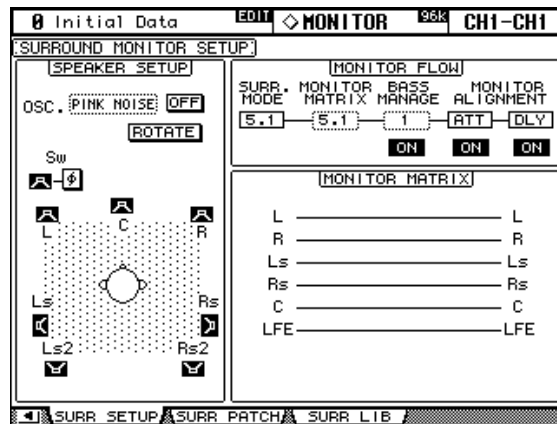 0 Initial Data EDIT ◇MONITOR 96k CH1-CH1
SURROUND MONITOR SETUP
SPEAKER SETUP
OSC. PINK NOISE OFF
ROTATE
Sw
ϕ
L C R
Ls Rs
Ls2 Rs2
MONITOR FLOW
SURR. MODE MONITOR MATRIX BASS MANAGE MONITOR ALIGNMENT
5.1 5.1 1 ATT DLY
ON ON ON
MONITOR MATRIX
L L
R R
Ls Ls
Rs Rs
C C
LFE LFE
SURR SETUP SURR PATCH SURR LIB